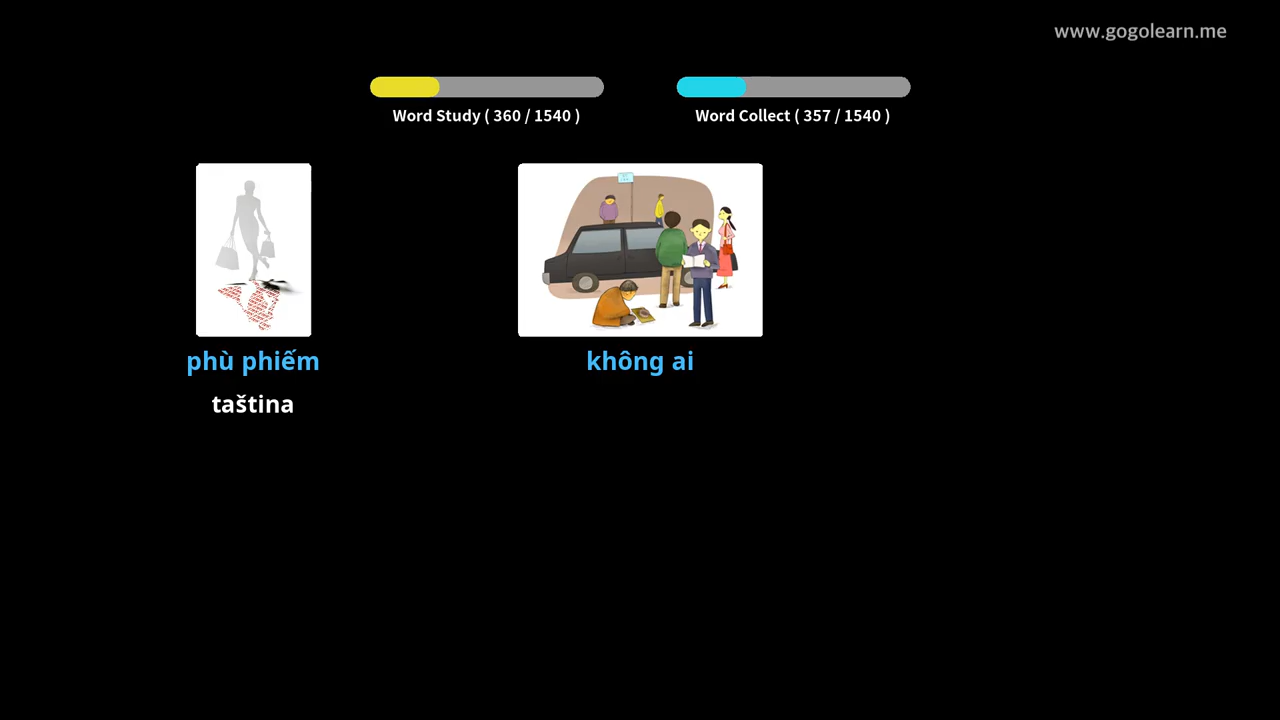 www.gogolearn.me
Word Study ( 360 / 1540 )
Word Collect ( 357 / 1540 )
phù phiếm
không ai
taština